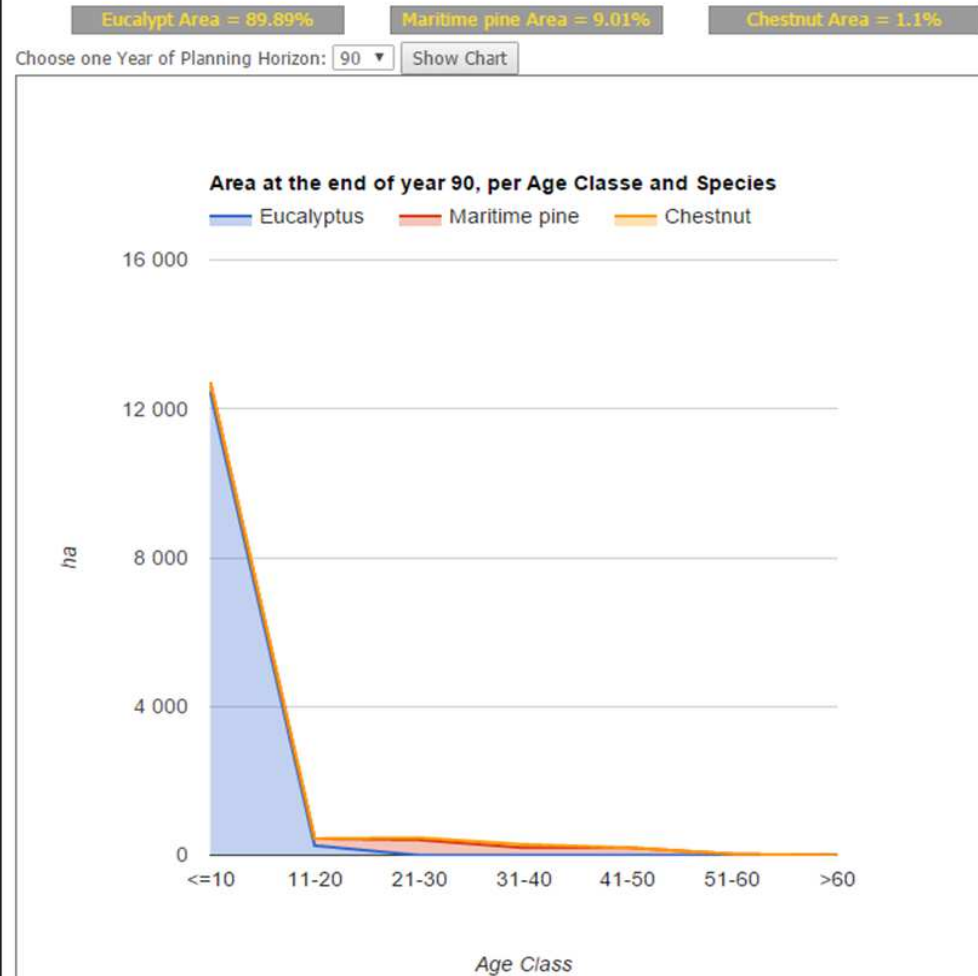 Eucalypt Area = 89.89% Maritime pine Area = 9.01% Chestnut Area = 1.1%
Choose one Year of Planning Horizon: 90 ▼ Show Chart
Area at the end of year 90, per Age Classe and Species
Eucalyptus Maritime pine Chestnut
16 000
12 000
8 000
4 000
0
ha
<=10 11-20 21-30 31-40 41-50 51-60 >60
Age Class